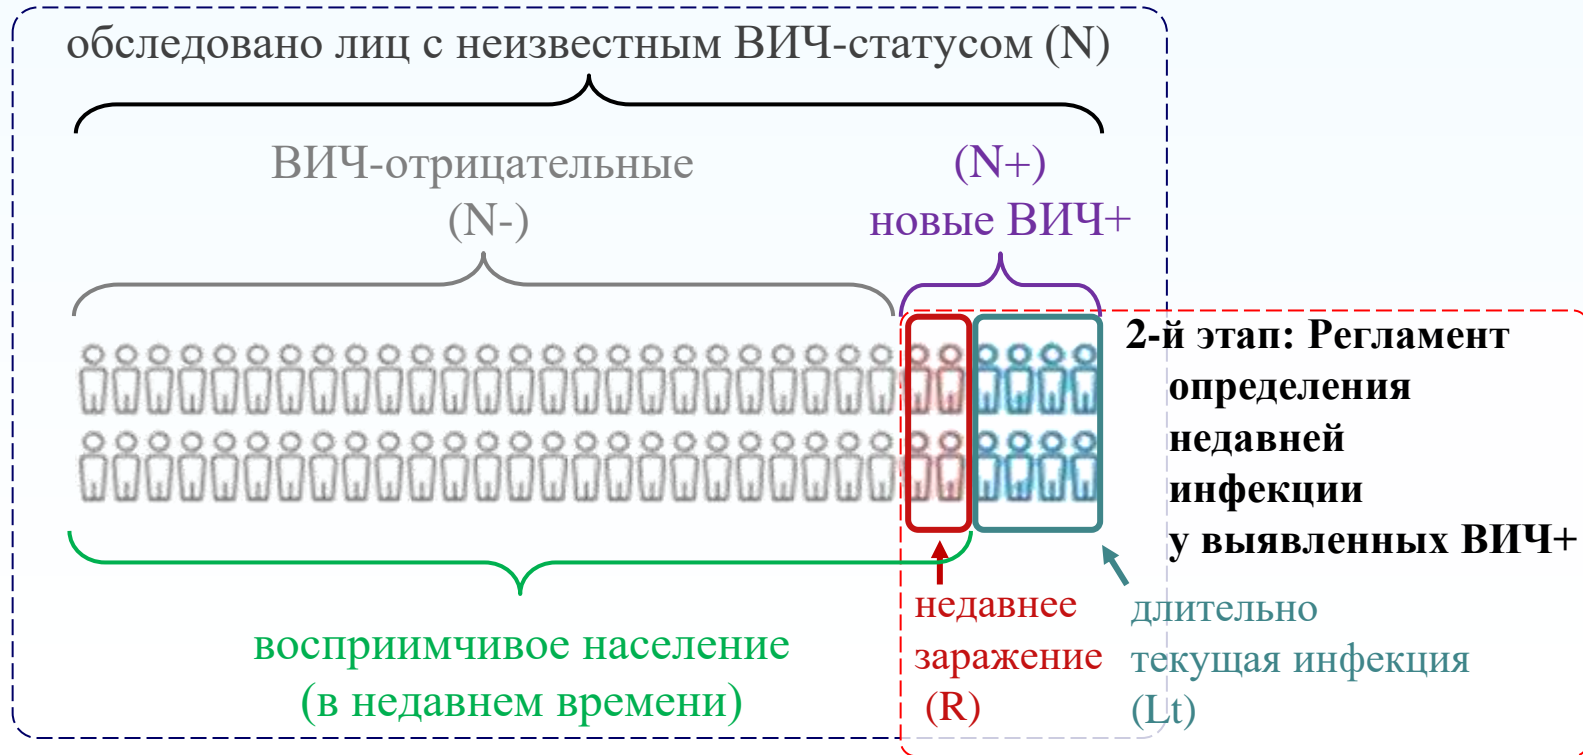 обследовано лиц с неизвестным ВИЧ-статусом (N)
ВИЧ-отрицательные
(N-)
(N+)
новые ВИЧ+
2-й этап: Регламент
определения
недавней
инфекции
у выявленных ВИЧ+
восприимчивое население
(в недавнем времени)
недавнее
заражение
(R)
длительно
текущая инфекция
(Lt)